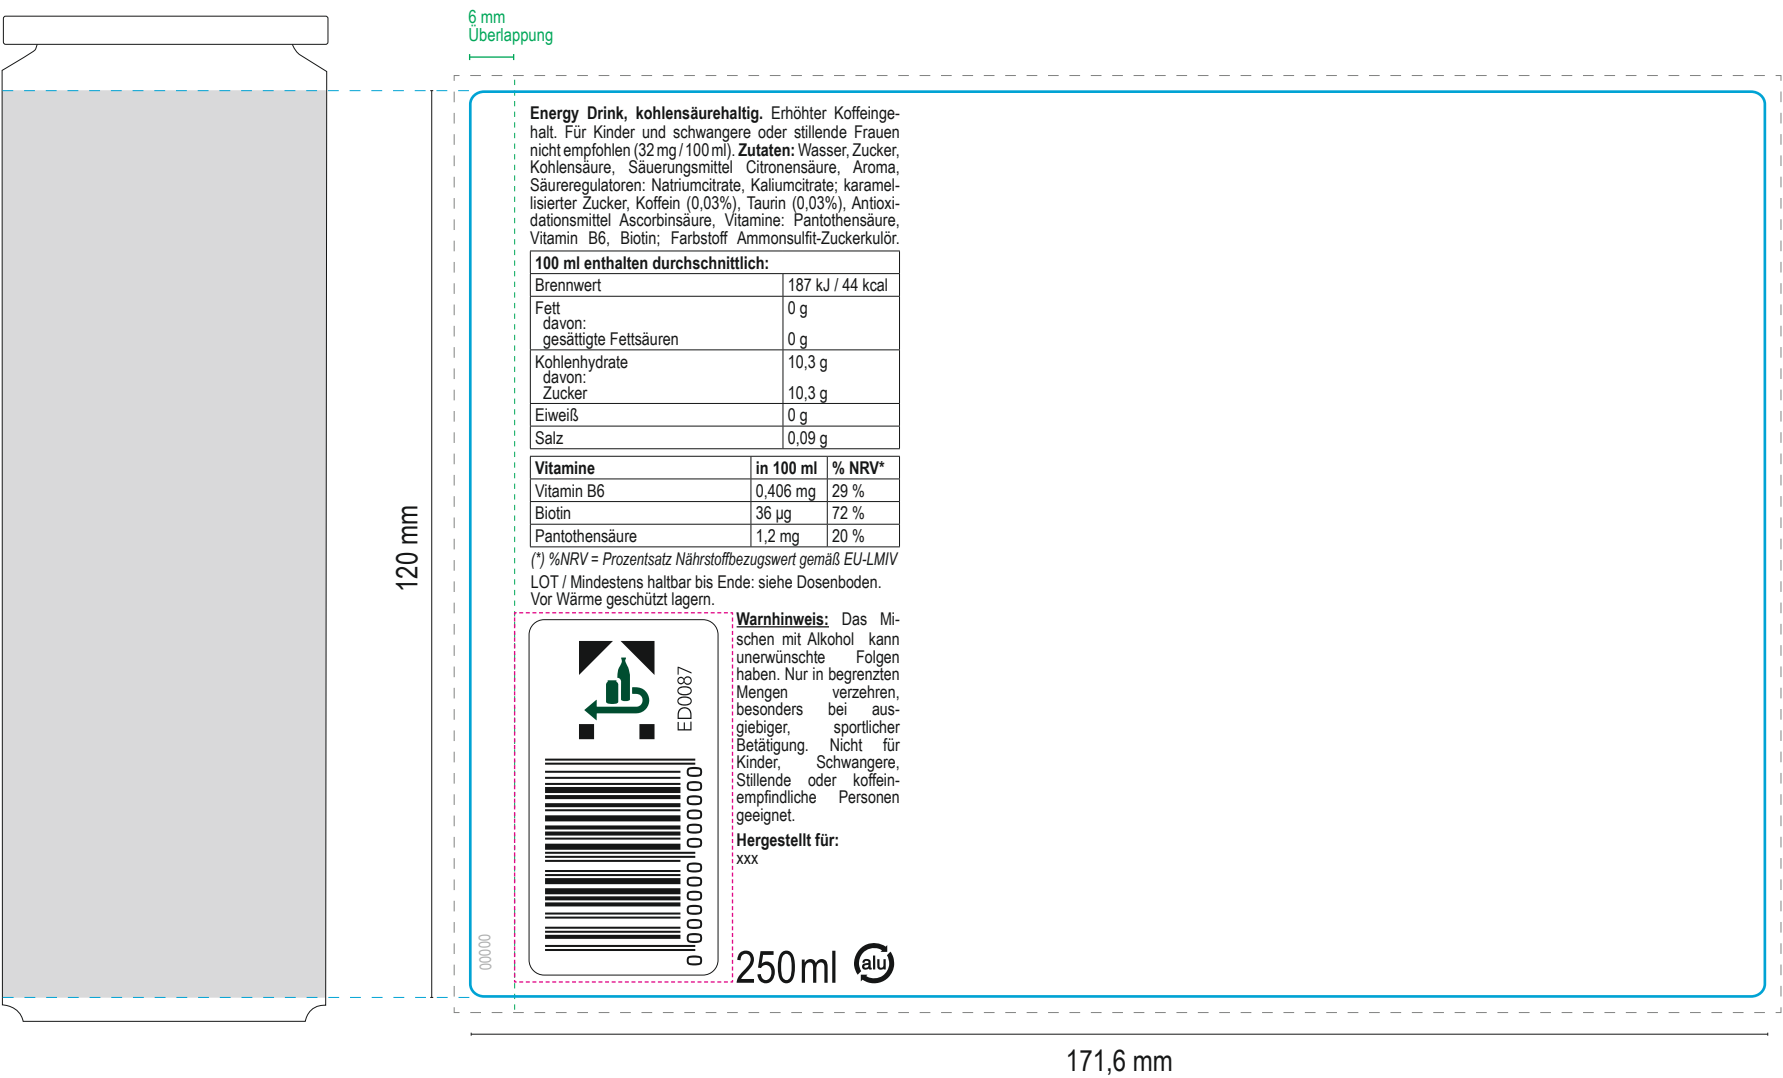 6 mm
Überlappung
Energy Drink, kohlensäurehaltig. Erhöhter Koffeinge-
halt. Für Kinder und schwangere oder stillende Frauen
nicht empfohlen (32 mg / 100 ml). Zutaten: Wasser, Zucker,
Kohlensäure, Säuerungsmittel Citronensäure, Aroma,
Säureregulatoren: Natriumcitrate, Kaliumcitrate; karamel-
lisierter Zucker, Koffein (0,03%), Taurin (0,03%), Antioxi-
dationsmittel Ascorbinsäure, Vitamine: Pantothensäure,
Vitamin B6, Biotin; Farbstoff Ammonsulfit-Zuckerkulör.
100 ml enthalten durchschnittlich:
Brennwert 187 kJ / 44 kcal
Fett 0 g
davon:
gesättigte Fettsäuren 0 g
Kohlenhydrate 10,3 g
davon:
Zucker 10,3 g
Eiweiß 0 g
Salz 0,09 g
Vitamine in 100 ml % NRV*
Vitamin B6 0,406 mg 29 %
Biotin 36 µg 72 %
Pantothensäure 1,2 mg 20 %
(*) %NRV = Prozentsatz Nährstoffbezugswert gemäß EU-LMIV
LOT / Mindestens haltbar bis Ende: siehe Dosenboden.
Vor Wärme geschützt lagern.
ED0087
0 000000 000000
Warnhinweis: Das Mi-
schen mit Alkohol kann
unerwünschte Folgen
haben. Nur in begrenzten
Mengen verzehren,
besonders bei aus-
giebiger, sportlicher
Betätigung. Nicht für
Kinder, Schwangere,
Stillende oder koffein-
empfindliche Personen
geeignet.
Hergestellt für:
xxx
250 ml
alu
00000
120 mm
171,6 mm